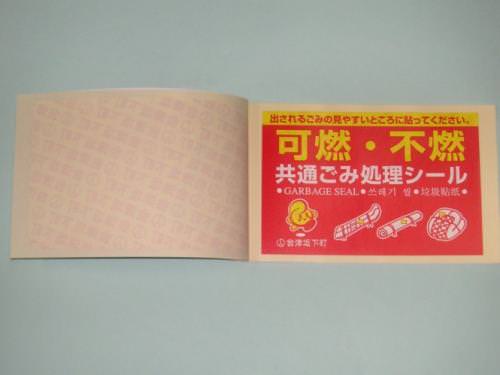 出されるごみの見やすいところに貼ってください。
可燃・不燃
共通ごみ処理シール
●GARBAGE SEAL●쓰레기 씰●垃圾贴纸●
会津坂下町